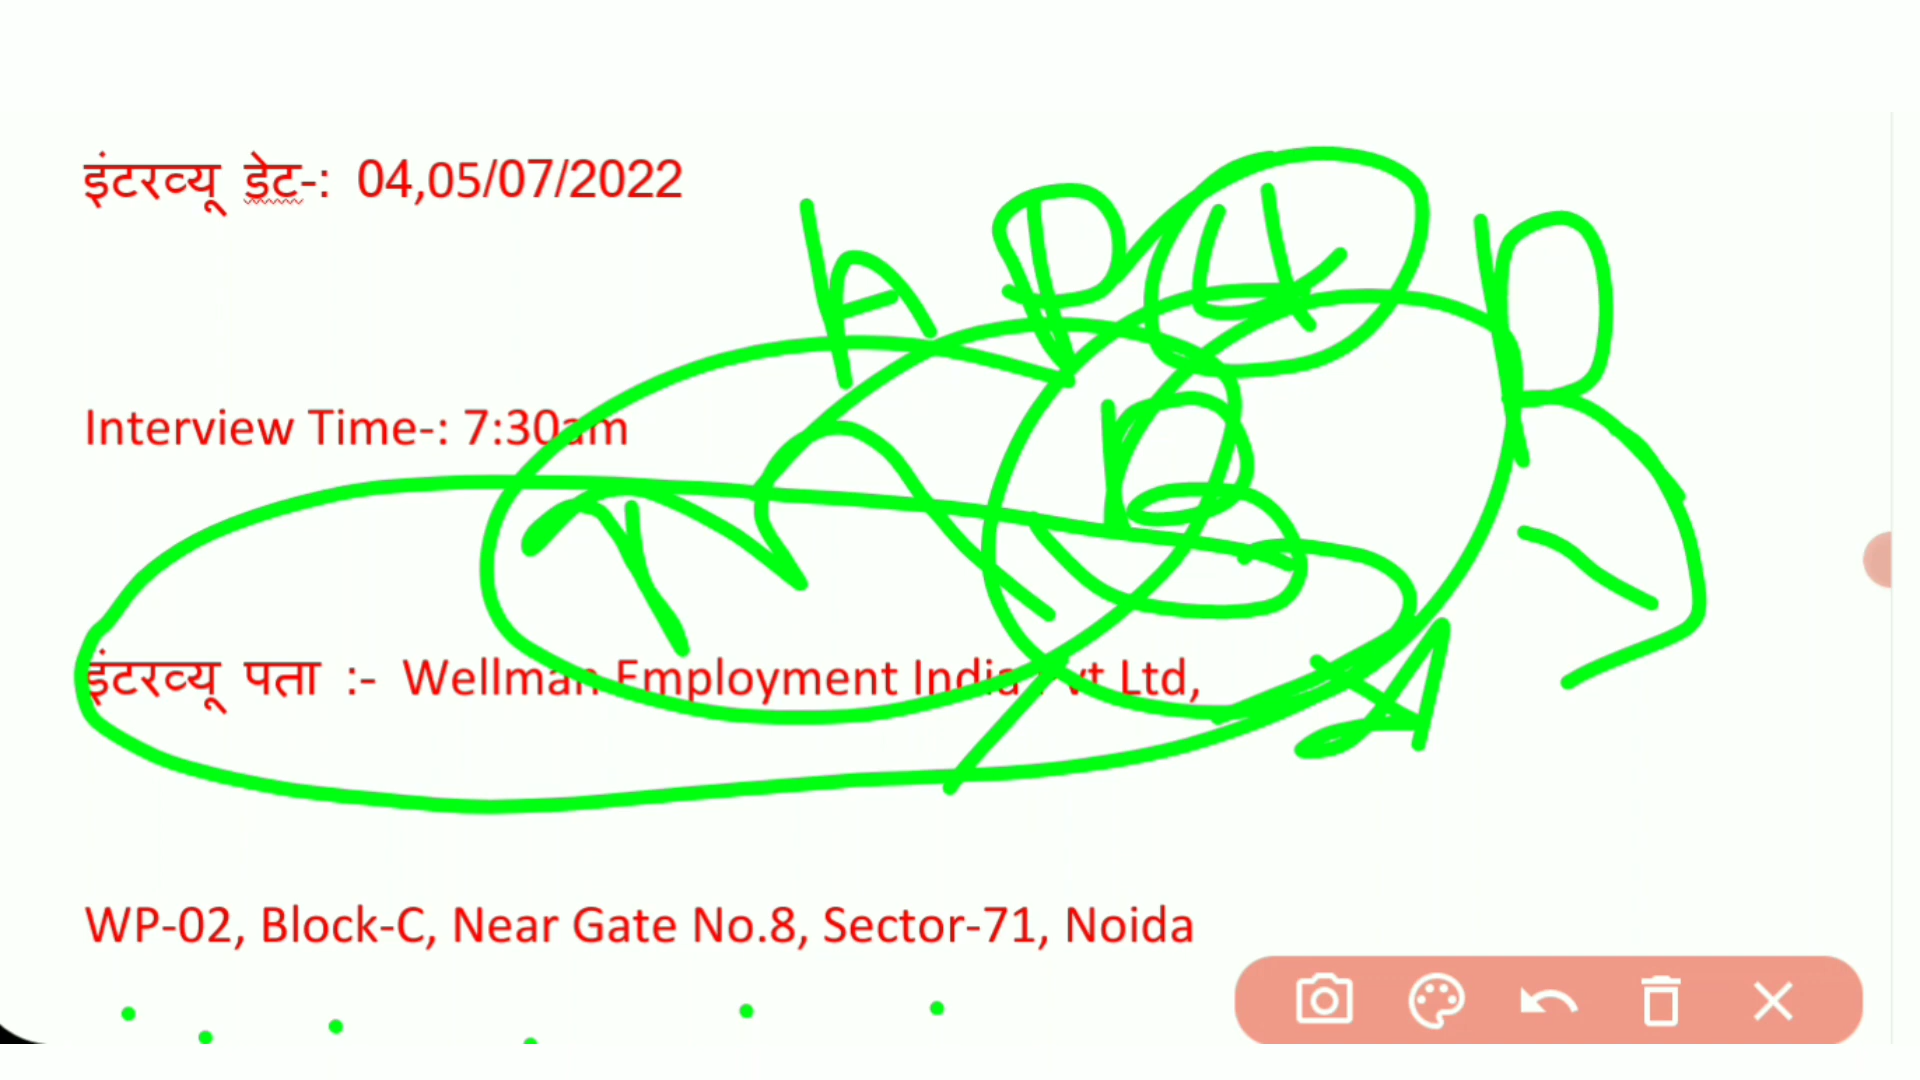 इंटरव्यू डेट-: 04,05/07/2022
Interview Time-: 7:30am
इंटरव्यू पता :- Wellman Employment India Pvt Ltd,
WP-02, Block-C, Near Gate No.8, Sector-71, Noida